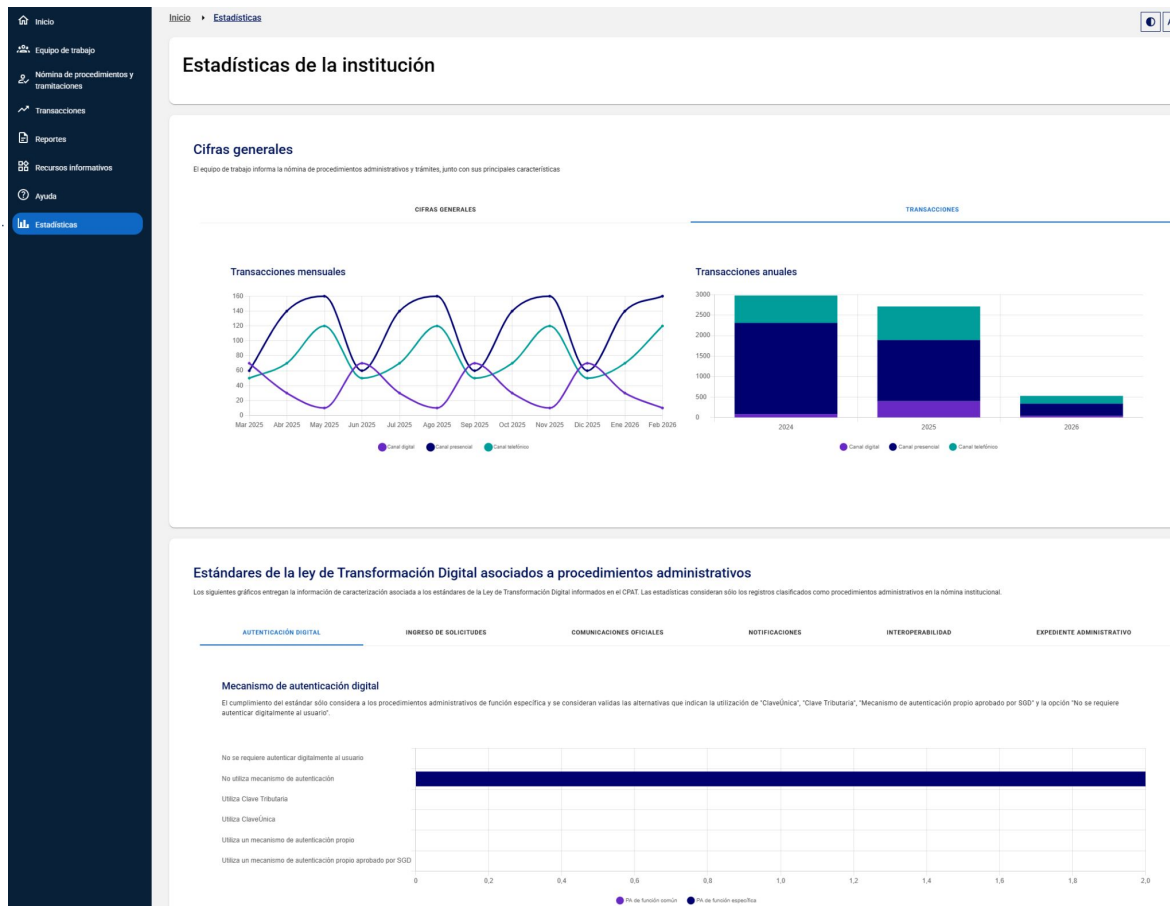 Inicio
Equipo de trabajo
Nómina de procedimientos y
tramitaciones
Transacciones
Reportes
Recursos informativos
Ayuda
Estadísticas
Inicio Estadísticas
A
Estadísticas de la institución
Cifras generales
El equipo de trabajo informa la nómina de procedimientos administrativos y trámites, junto con sus principales características
CIFRAS GENERALES TRANSACCIONES
Transacciones mensuales
160
140
120
100
80
60
40
20
0
Mar 2025 Abr 2025 May 2025 Jun 2025 Jul 2025 Ago 2025 Sep 2025 Oct 2025 Nov 2025 Dic 2025 Ene 2026 Feb 2026
Canal digital Canal presencial Canal telefónico
Transacciones anuales
3000
2500
2000
1500
1000
500
0
2024 2025 2026
Canal digital Canal presencial Canal telefónico
Estándares de la ley de Transformación Digital asociados a procedimientos administrativos
Los siguientes gráficos entregan la información de caracterización asociada a los estándares de la Ley de Transformación Digital informados en el CPAT. Las estadísticas consideran sólo los registros clasificados como procedimientos administrativos en la nómina institucional.
AUTENTICACIÓN DIGITAL INGRESO DE SOLICITUDES COMUNICACIONES OFICIALES NOTIFICACIONES INTEROPERABILIDAD EXPEDIENTE ADMINISTRATIVO
Mecanismo de autenticación digital
El cumplimiento del estándar sólo considera a los procedimientos administrativos de función específica y se consideran validas las alternativas que indican la utilización de "ClaveÚnica", "Clave Tributaria", "Mecanismo de autenticación propio aprobado por SGD" y la opción "No se requiere
autenticar digitalmente al usuario".
No se requiere autenticar digitalmente al usuario
No utiliza mecanismo de autenticación
Utiliza Clave Tributaria
Utiliza ClaveÚnica
Utiliza un mecanismo de autenticación propio
Utiliza un mecanismo de autenticación propio aprobado por SGD
0 0,2 0,4 0,6 0,8 1,0 1,2 1,4 1,6 1,8 2,0
PA de función común PA de función específica